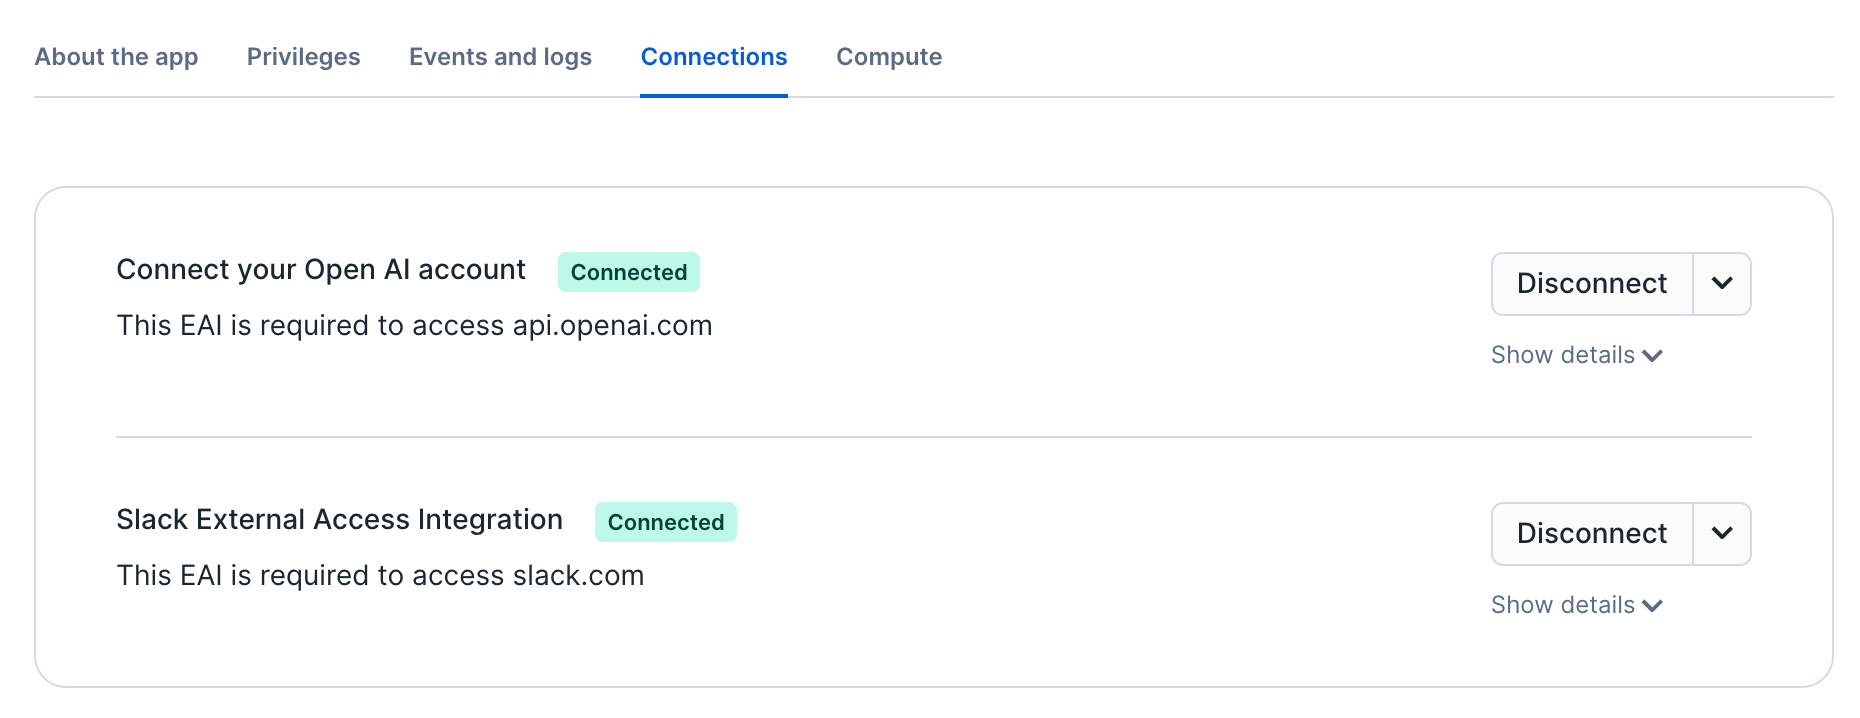 About the app Privileges Events and logs Connections Compute
Connect your Open AI account Connected Disconnect
This EAI is required to access api.openai.com
Show details
Slack External Access Integration Connected Disconnect
This EAI is required to access slack.com
Show details